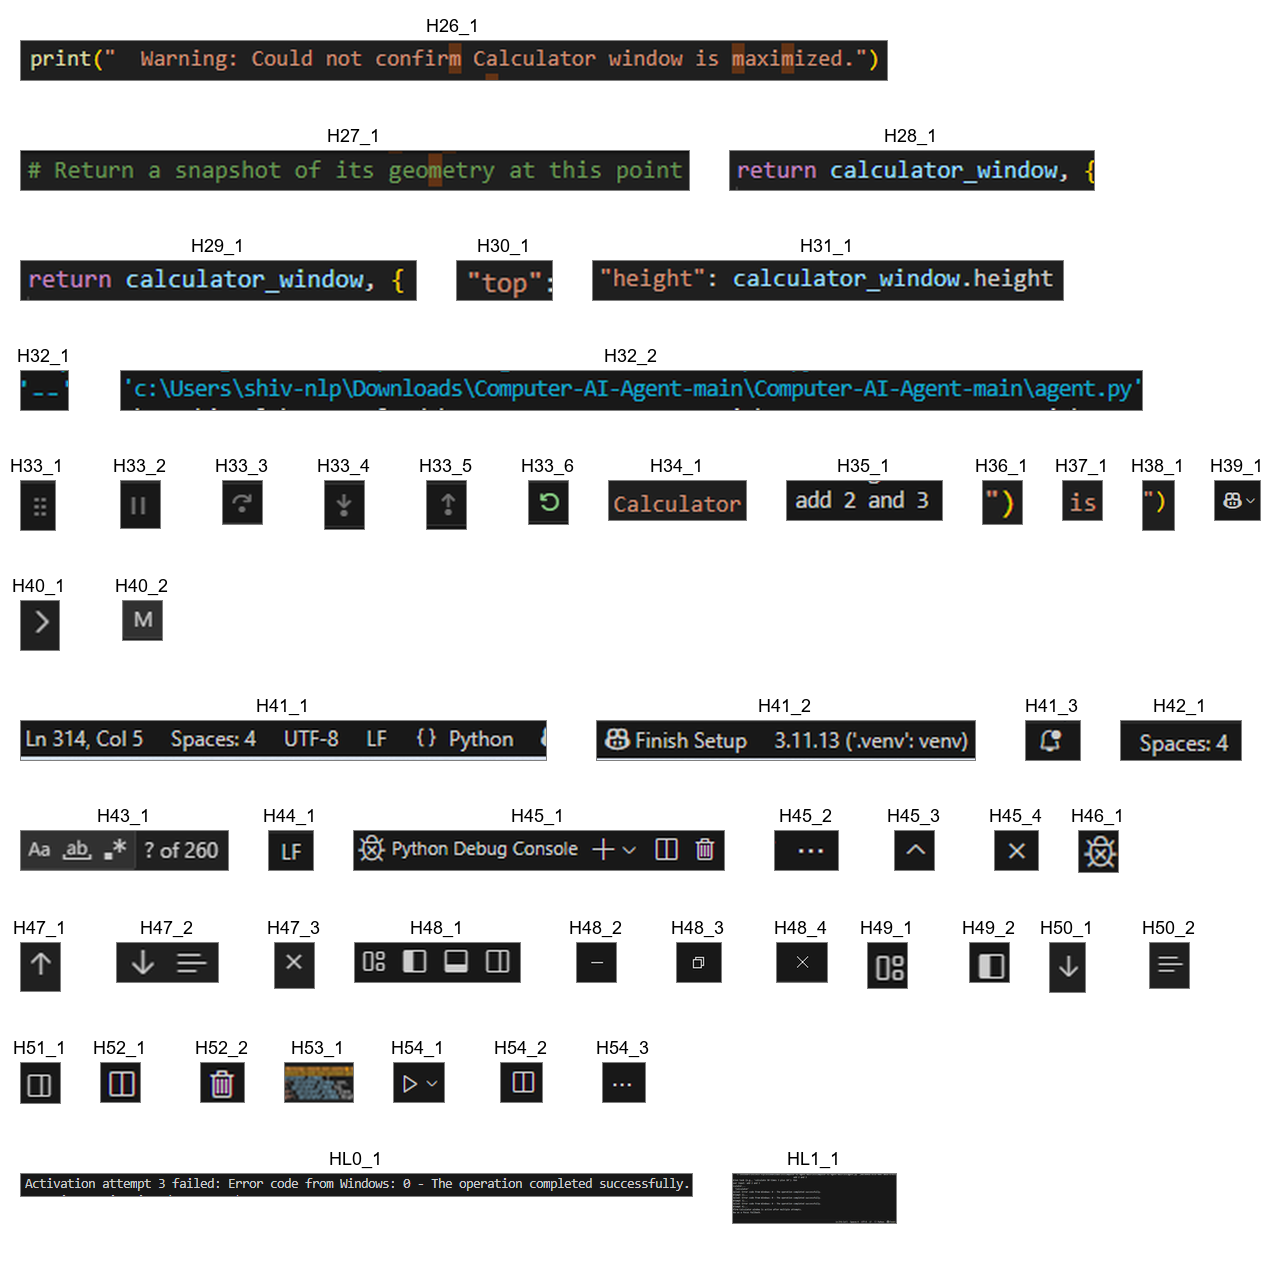 H26_1
print("  Warning: Could not confirm Calculator window is maximized.")
H27_1 H28_1
# Return a snapshot of its geometry at this point return calculator_window, {
H29_1 H30_1 H31_1
return calculator_window, { "top": "height": calculator_window.height
H32_1 H32_2
'--' 'c:\Users\shiv-nlp\Downloads\Computer-AI-Agent-main\Computer-AI-Agent-main\agent.py'
H33_1 H33_2 H33_3 H33_4 H33_5 H33_6 H34_1 H35_1 H36_1 H37_1 H38_1 H39_1
Calculator add 2 and 3 ") is ")
H40_1 H40_2
M
H41_1 H41_2 H41_3 H42_1
Ln 314, Col 5 Spaces: 4 UTF-8 LF {} Python Finish Setup 3.11.13 ('.venv': venv) Spaces: 4
H43_1 H44_1 H45_1 H45_2 H45_3 H45_4 H46_1
Aa ab .* ? of 260 LF Python Debug Console ...
H47_1 H47_2 H47_3 H48_1 H48_2 H48_3 H48_4 H49_1 H49_2 H50_1 H50_2
H51_1 H52_1 H52_2 H53_1 H54_1 H54_2 H54_3
...
HL0_1 HL1_1
Activation attempt 3 failed: Error code from Windows: 0 - The operation completed successfully.